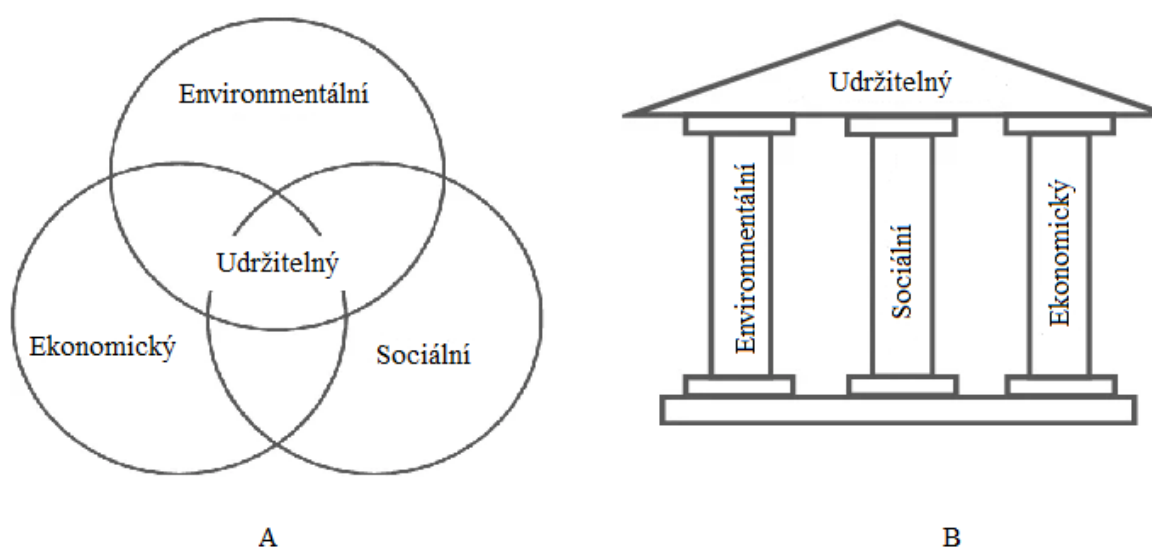 Environmentální
Udržitelný
Ekonomický
Sociální
A
Udržitelný
Environmentální
Sociální
Ekonomický
B